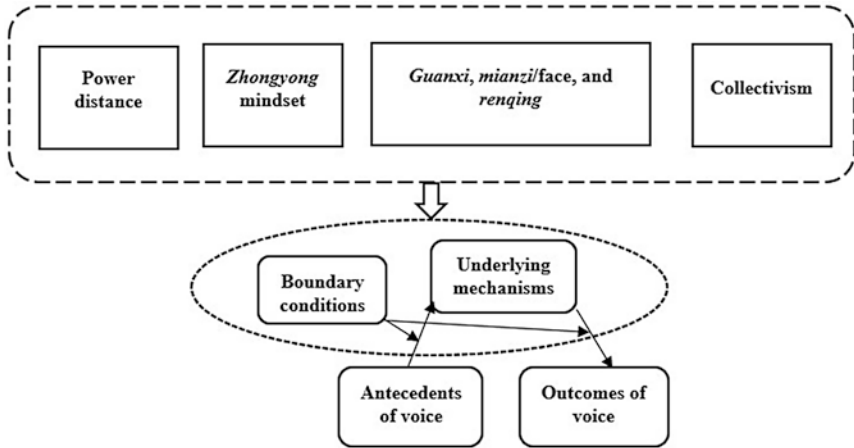 Power
distance
Zhongyong
mindset
Guanxi, mianzi/face, and
renqing
Collectivism
Boundary
conditions
Underlying
mechanisms
Antecedents
of voice
Outcomes of
voice